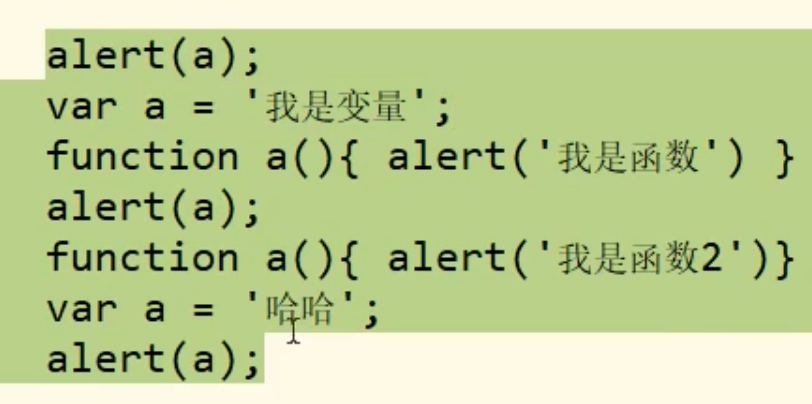 alert(a);
var a = '我是变量';
function a(){ alert('我是函数') }
alert(a);
function a(){ alert('我是函数2')}
var a = '哈哈';
alert(a);